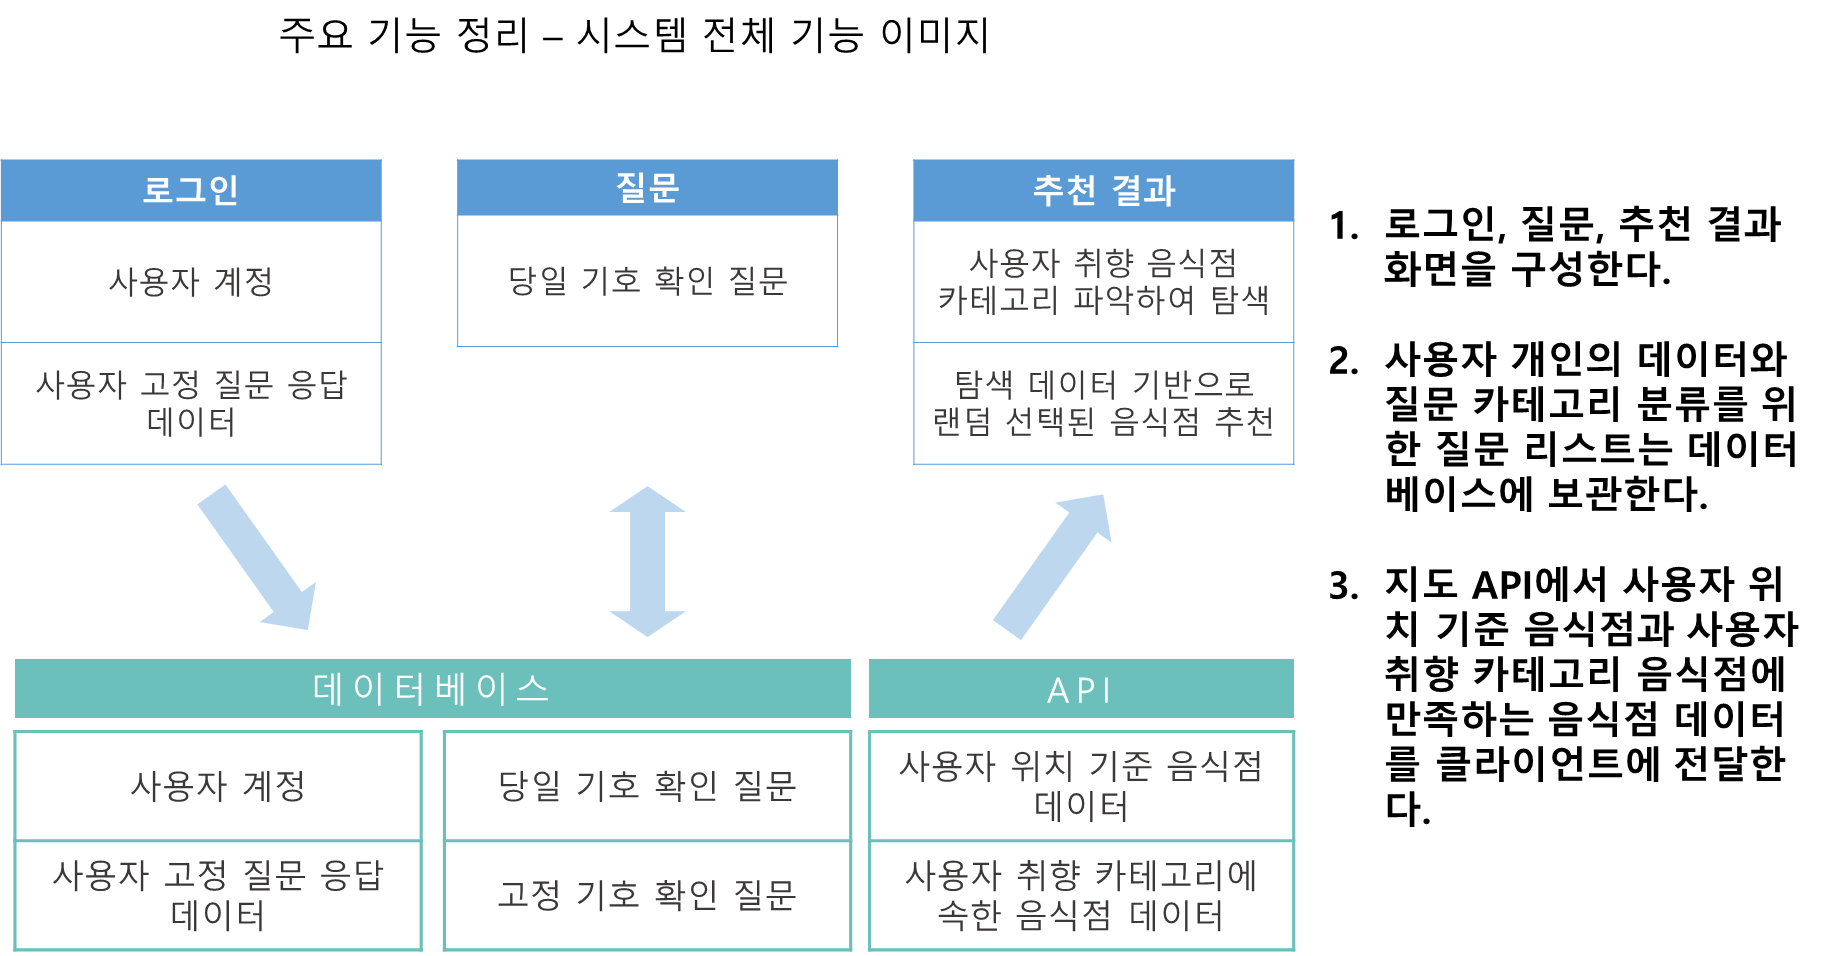 주요 기능 정리 – 시스템 전체 기능 이미지
로그인
사용자 계정
사용자 고정 질문 응답
데이터
질문
당일 기호 확인 질문
추천 결과
사용자 취향 음식점
카테고리 파악하여 탐색
탐색 데이터 기반으로
랜덤 선택된 음식점 추천
데이터베이스
사용자 계정
당일 기호 확인 질문
사용자 고정 질문 응답
데이터
고정 기호 확인 질문
API
사용자 위치 기준 음식점
데이터
사용자 취향 카테고리에
속한 음식점 데이터
1. 로그인, 질문, 추천 결과
화면을 구성한다.
2. 사용자 개인의 데이터와
질문 카테고리 분류를 위
한 질문 리스트는 데이터
베이스에 보관한다.
3. 지도 API에서 사용자 위
치 기준 음식점과 사용자
취향 카테고리 음식점에
만족하는 음식점 데이터
를 클라이언트에 전달한
다.